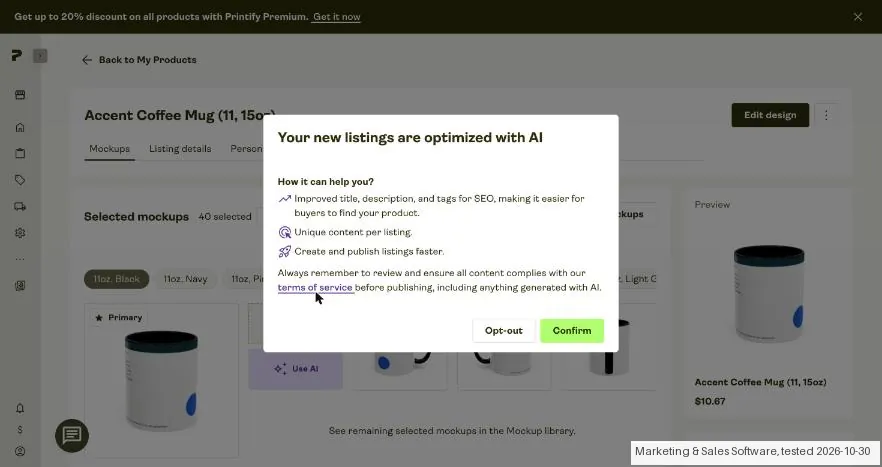 Get up to 20% discount on all products with Printify Premium. Get it now
Back to My Products
Accent Coffee Mug (11, 15oz)
Edit design
Mockups Listing details Person
Your new listings are optimized with AI
How it can help you?
Improved title, description, and tags for SEO, making it easier for
buyers to find your product.
Unique content per listing.
Create and publish listings faster.
Always remember to review and ensure all content complies with our
terms of service before publishing, including anything generated with AI.
Opt-out Confirm
Selected mockups 40 selected
kups
Preview
11oz, Black 11oz, Navy 11oz, Pi , Light G
Primary
Use AI
Accent Coffee Mug (11, 15oz)
$10.67
See remaining selected mockups in the Mockup library.
Marketing & Sales Software, tested 2026-10-30